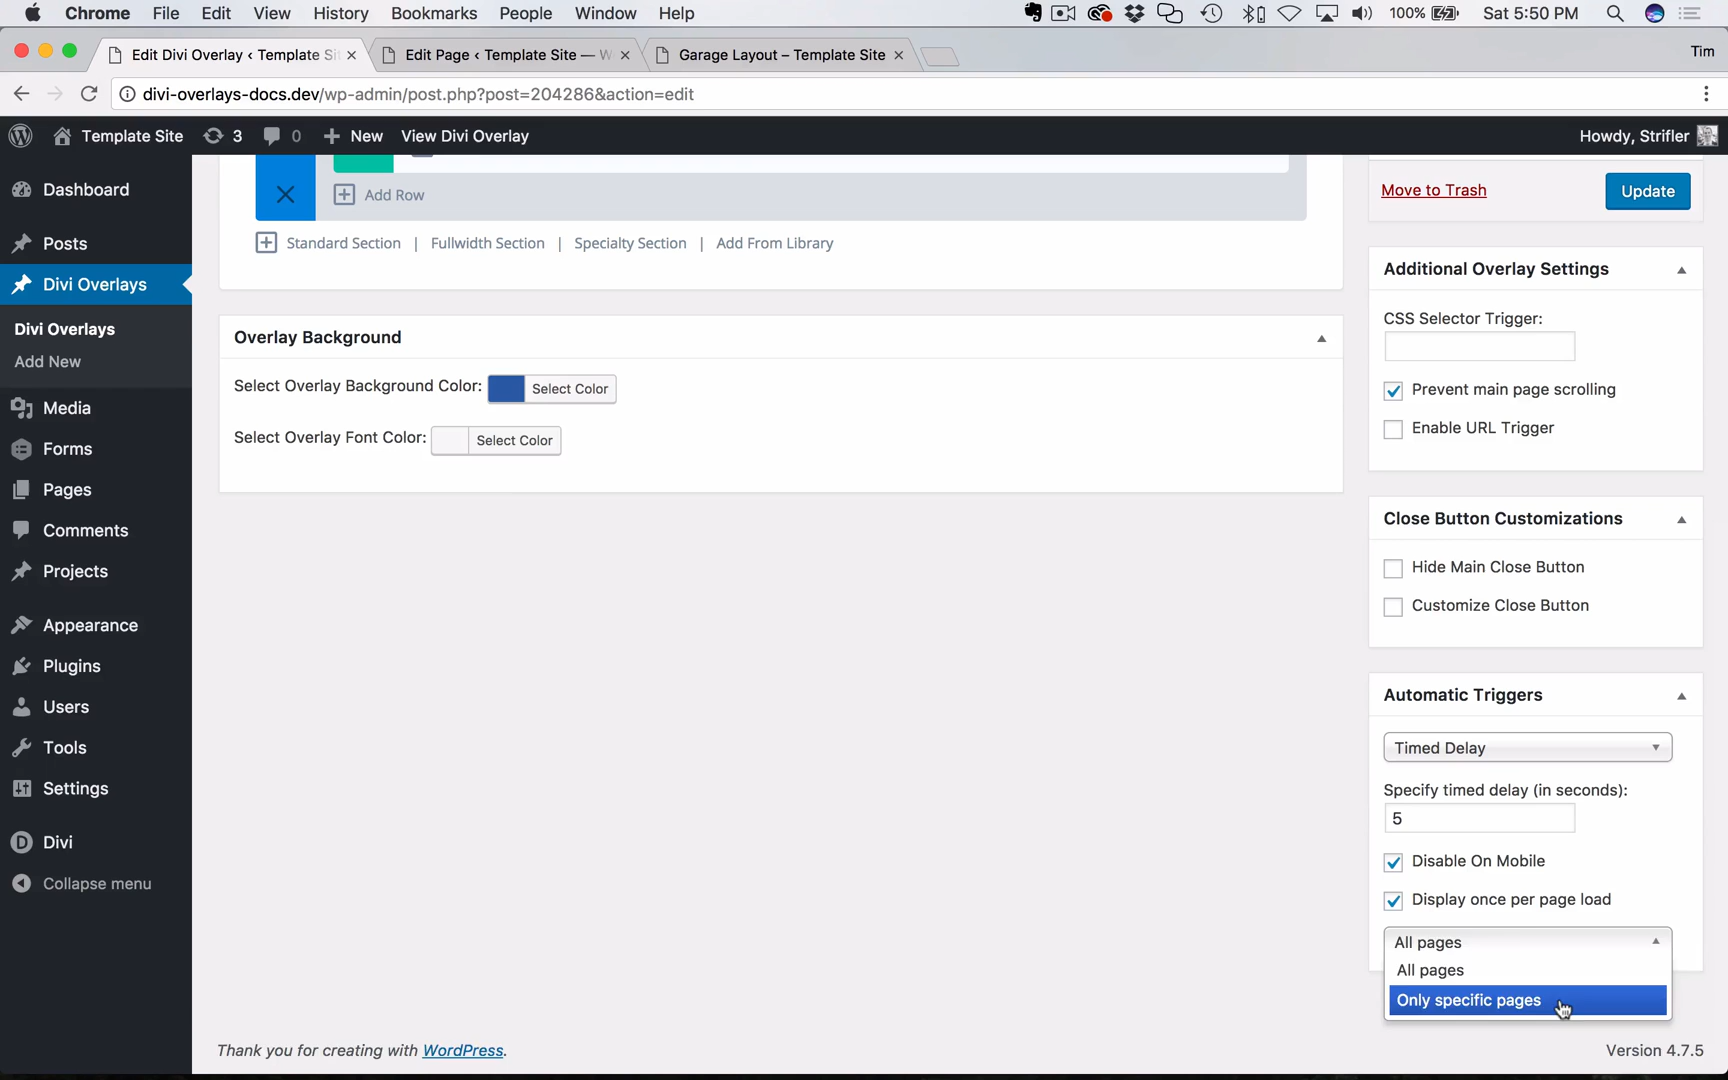 Chrome File Edit View History Bookmarks People Window Help 100% Sat 5:50 PM
Edit Divi Overlay ‹ Template Si Edit Page ‹ Template Site — W Garage Layout – Template Site Tim
divi-overlays-docs.dev/wp-admin/post.php?post=204286&action=edit
Template Site 3 0 New View Divi Overlay Howdy, Strifler
Dashboard
Posts
Divi Overlays
Divi Overlays
Add New
Media
Forms
Pages
Comments
Projects
Appearance
Plugins
Users
Tools
Settings
Divi
Collapse menu
Add Row
Standard Section | Fullwidth Section | Specialty Section | Add From Library
Overlay Background
Select Overlay Background Color: Select Color
Select Overlay Font Color: Select Color
Move to Trash Update
Additional Overlay Settings
CSS Selector Trigger:
Prevent main page scrolling
Enable URL Trigger
Close Button Customizations
Hide Main Close Button
Customize Close Button
Automatic Triggers
Timed Delay
Specify timed delay (in seconds):
5
Disable On Mobile
Display once per page load
All pages
All pages
Only specific pages
Thank you for creating with WordPress. Version 4.7.5